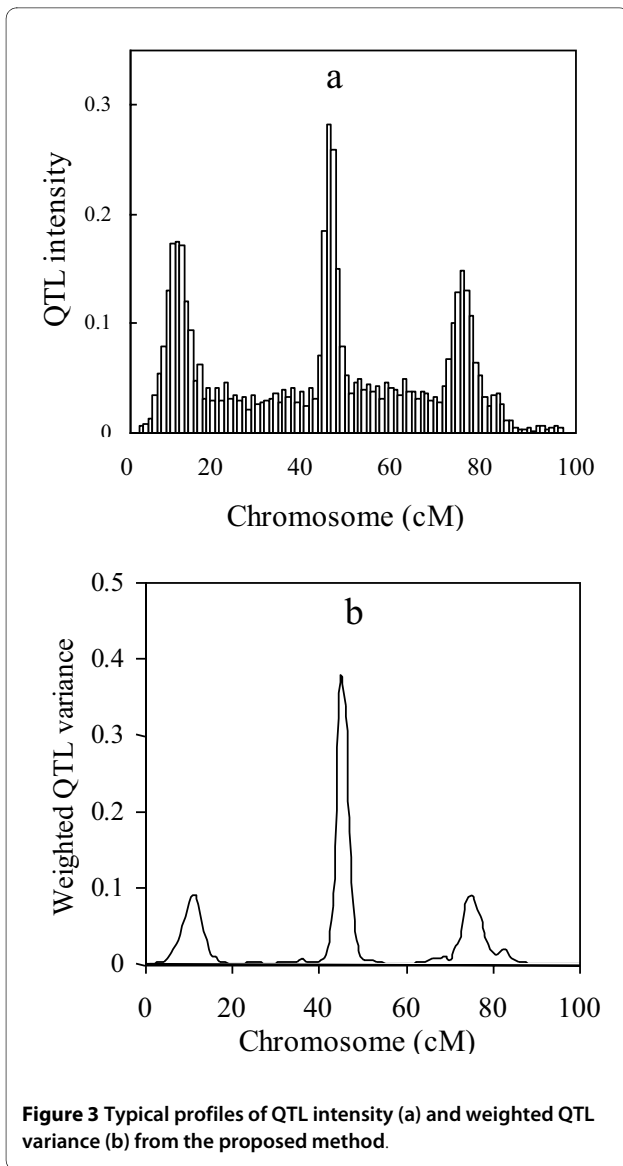 a
0.3
0.2
0.1
0
QTL intensity
0 20 40 60 80 100
Chromosome (cM)
b
0.5
0.4
0.3
0.2
0.1
0
Weighted QTL variance
0 20 40 60 80 100
Chromosome (cM)
Figure 3 Typical profiles of QTL intensity (a) and weighted QTL
variance (b) from the proposed method.